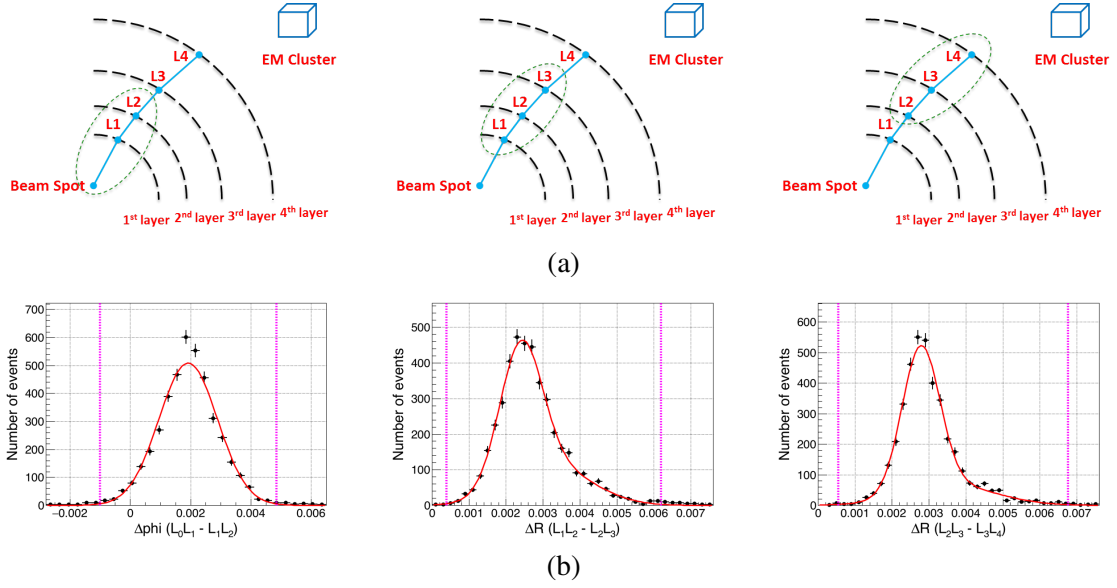 L4
EM Cluster
L3
L2
L1
Beam Spot
1st layer 2nd layer 3rd layer 4th layer
L4
EM Cluster
L3
L2
L1
Beam Spot
1st layer 2nd layer 3rd layer 4th layer
L4
EM Cluster
L3
L2
L1
Beam Spot
1st layer 2nd layer 3rd layer 4th layer
(a)
Number of events
700
600
500
400
300
200
100
0
-0.002 0 0.002 0.004 0.006
Δphi (L0L1 - L1L2)
Number of events
500
400
300
200
100
0
0 0.001 0.002 0.003 0.004 0.005 0.006 0.007
ΔR (L1L2 - L2L3)
Number of events
600
500
400
300
200
100
0
0 0.001 0.002 0.003 0.004 0.005 0.006 0.007
ΔR (L2L3 - L3L4)
(b)